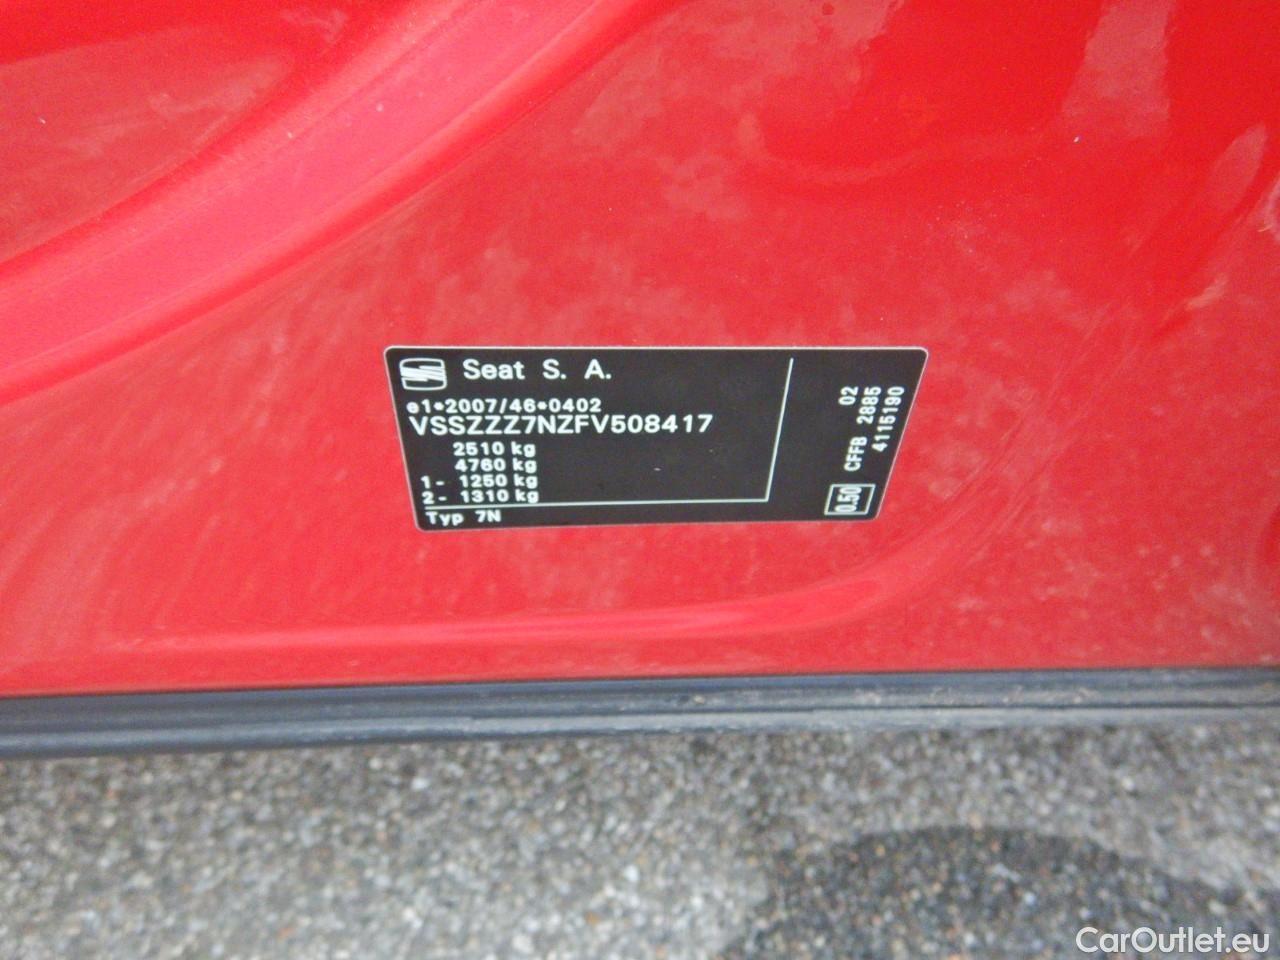 Seat S. A.
e1*2007/46*0402
VSSZZZ7NZFV508417
2510 kg
4760 kg
1- 1250 kg
2- 1310 kg
Typ 7N
02
CFFB 2885
4115190
0.50
CarOutlet.eu